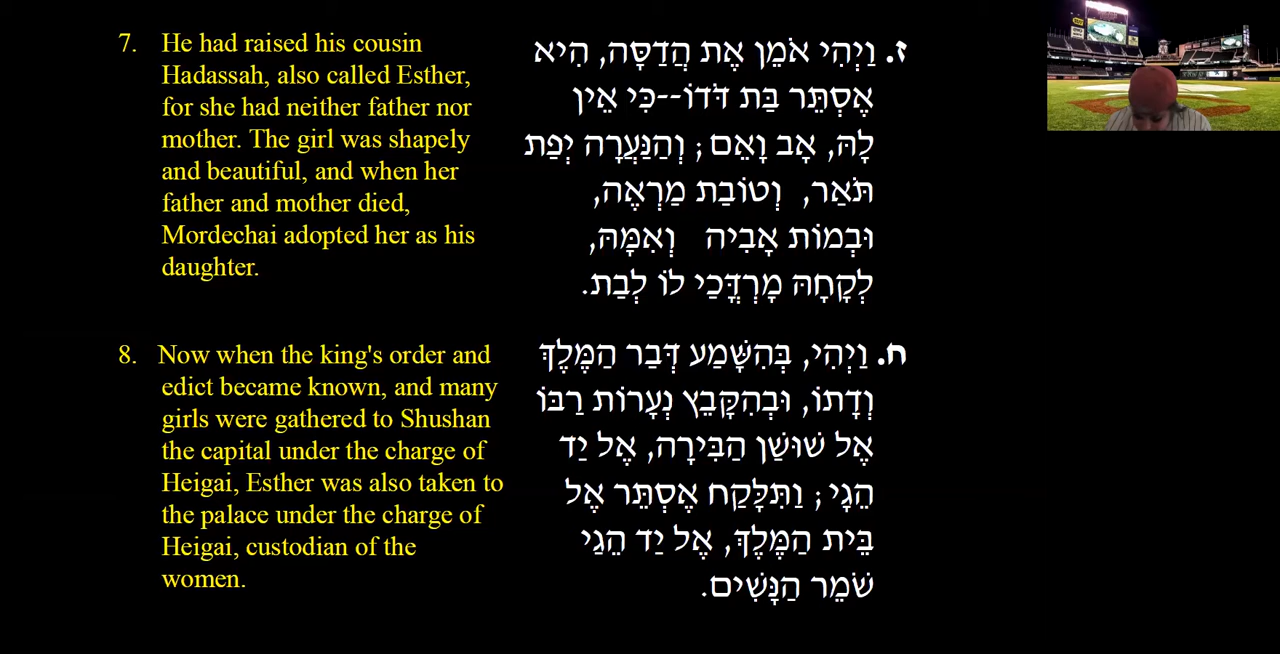 7. He had raised his cousin
Hadassah, also called Esther,
for she had neither father nor
mother. The girl was shapely
and beautiful, and when her
father and mother died,
Mordechai adopted her as his
daughter.
ז. וַיְהִי אֹמֵן אֶת הֲדַסָּה, הִיא
אֶסְתֵּר בַּת דֹּדוֹ--כִּי אֵין
לָהּ, אָב וָאֵם; וְהַנַּעֲרָה יְפַת
תֹּאַר, וְטוֹבַת מַרְאֶה,
וּבְמוֹת אָבִיהָ וְאִמָּהּ,
לְקָחָהּ מָרְדֳּכַי לוֹ לְבַת.
8. Now when the king's order and
edict became known, and many
girls were gathered to Shushan
the capital under the charge of
Heigai, Esther was also taken to
the palace under the charge of
Heigai, custodian of the
women.
ח. וַיְהִי, בְּהִשָּׁמַע דְּבַר הַמֶּלֶךְ
וְדָתוֹ, וּבְהִקָּבֵץ נְעָרוֹת רַבּוֹ
אֶל שׁוּשַׁן הַבִּירָה, אֶל יַד
הֵגָי; וַתִּלָּקַח אֶסְתֵּר אֶל
בֵּית הַמֶּלֶךְ, אֶל יַד הֵגַי
שֹׁמֵר הַנָּשִׁים.